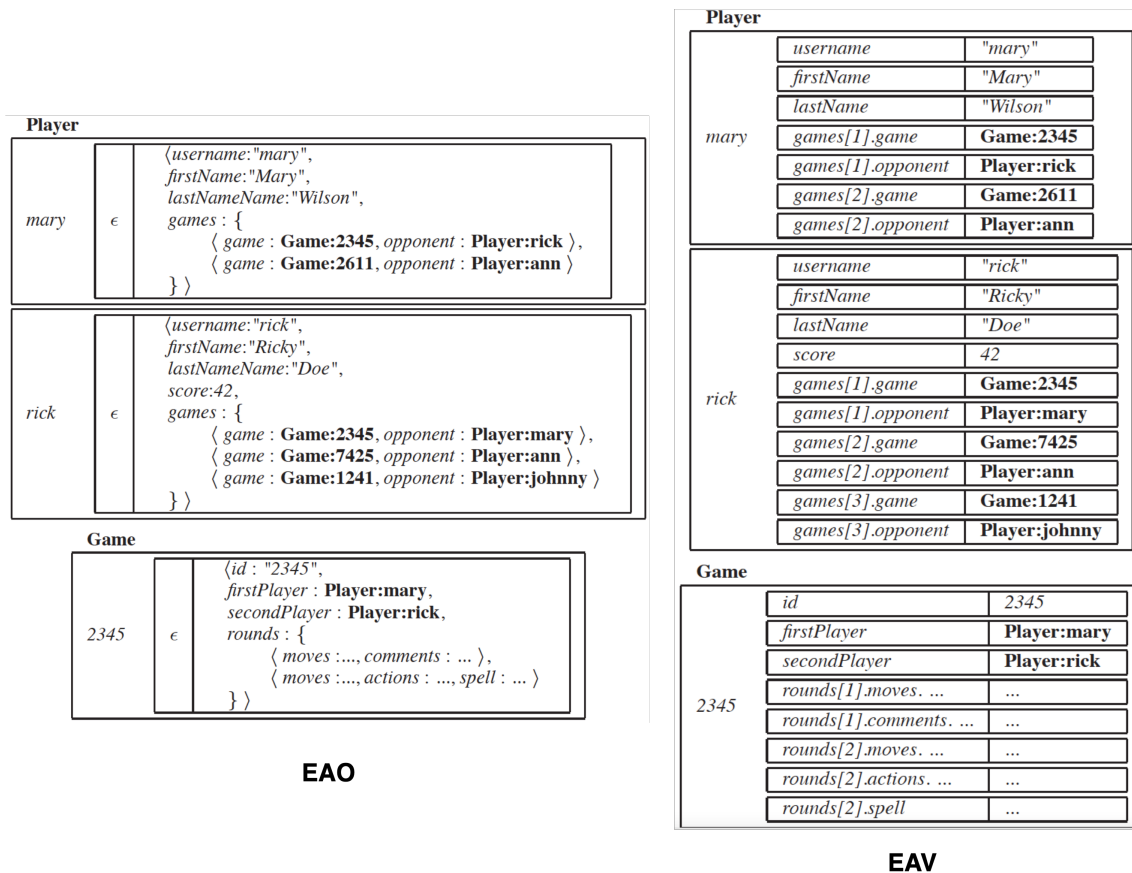 Player
mary
ϵ
⟨username:"mary",
firstName:"Mary",
lastNameName:"Wilson",
games : {
⟨ game : Game:2345, opponent : Player:rick ⟩,
⟨ game : Game:2611, opponent : Player:ann ⟩
} ⟩
rick
ϵ
⟨username:"rick",
firstName:"Ricky",
lastNameName:"Doe",
score:42,
games : {
⟨ game : Game:2345, opponent : Player:mary ⟩,
⟨ game : Game:7425, opponent : Player:ann ⟩,
⟨ game : Game:1241, opponent : Player:johnny ⟩
} ⟩
Game
2345
ϵ
⟨id : "2345",
firstPlayer : Player:mary,
secondPlayer : Player:rick,
rounds : {
⟨ moves :..., comments : ... ⟩,
⟨ moves :..., actions : ..., spell : ... ⟩
} ⟩
EAO
Player
mary
username "mary"
firstName "Mary"
lastName "Wilson"
games[1].game Game:2345
games[1].opponent Player:rick
games[2].game Game:2611
games[2].opponent Player:ann
rick
username "rick"
firstName "Ricky"
lastName "Doe"
score 42
games[1].game Game:2345
games[1].opponent Player:mary
games[2].game Game:7425
games[2].opponent Player:ann
games[3].game Game:1241
games[3].opponent Player:johnny
Game
2345
id 2345
firstPlayer Player:mary
secondPlayer Player:rick
rounds[1].moves. ... ...
rounds[1].comments. ... ...
rounds[2].moves. ... ...
rounds[2].actions. ... ...
rounds[2].spell ...
EAV